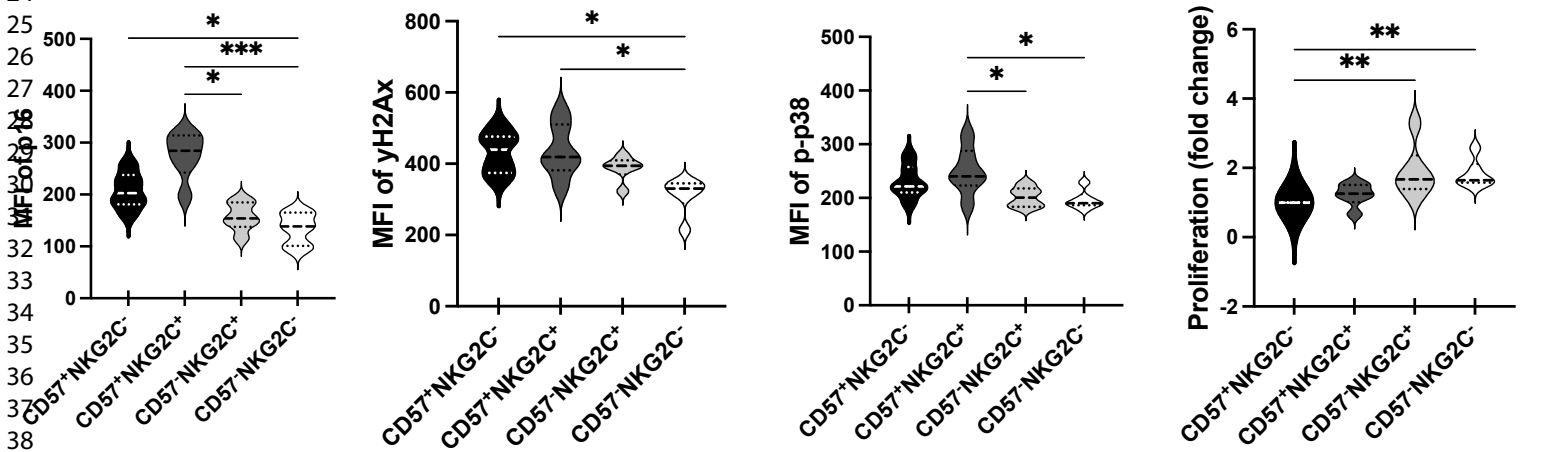 25
26
27
28
29
30
31
32
33
34
35
36
37
38
MFI of p16
500
400
300
200
100
0
*
***
*
CD57⁺NKG2C⁻
CD57⁺NKG2C⁺
CD57⁻NKG2C⁺
CD57⁻NKG2C⁻
MFI of yH2Ax
800
600
400
200
0
*
*
CD57⁺NKG2C⁻
CD57⁺NKG2C⁺
CD57⁻NKG2C⁺
CD57⁻NKG2C⁻
MFI of p-p38
500
400
300
200
100
0
*
*
CD57⁺NKG2C⁻
CD57⁺NKG2C⁺
CD57⁻NKG2C⁺
CD57⁻NKG2C⁻
Proliferation (fold change)
6
4
2
0
-2
**
**
CD57⁺NKG2C⁻
CD57⁺NKG2C⁺
CD57⁻NKG2C⁺
CD57⁻NKG2C⁻